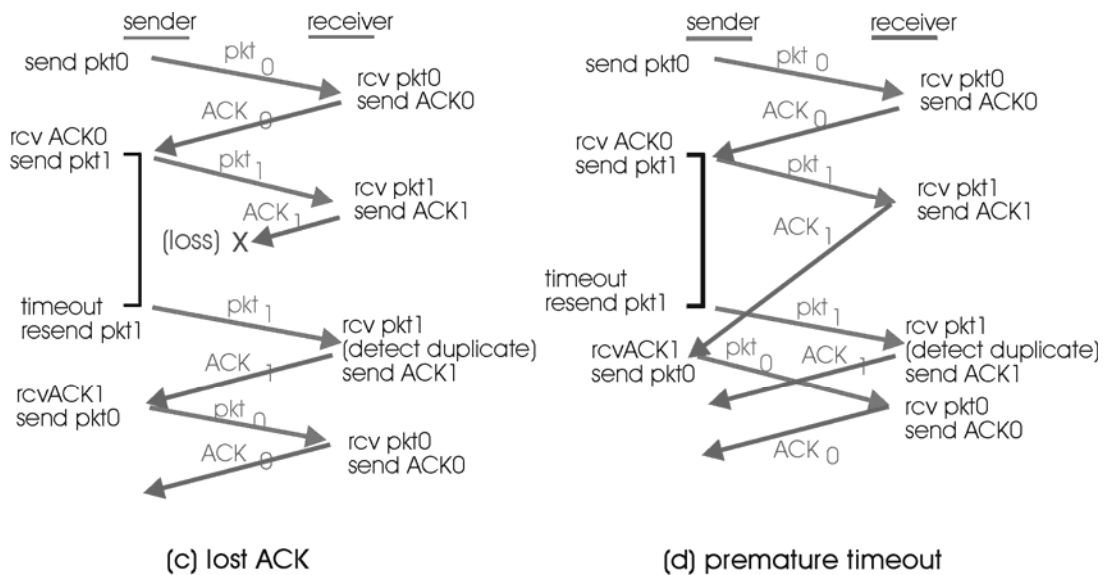 sender
receiver
send pkt0
pkt 0
rcv pkt0
send ACK0
ACK 0
rcv ACK0
send pkt1
pkt 1
rcv pkt1
send ACK1
ACK 1
(loss) X
timeout
resend pkt1
pkt 1
rcv pkt1
(detect duplicate)
send ACK1
ACK 1
rcvACK1
send pkt0
pkt 0
rcv pkt0
send ACK0
ACK 0
(c) lost ACK
sender
receiver
send pkt0
pkt 0
rcv pkt0
send ACK0
ACK 0
rcv ACK0
send pkt1
pkt 1
rcv pkt1
send ACK1
ACK 1
timeout
resend pkt1
pkt 1
rcv pkt1
(detect duplicate)
send ACK1
rcvACK1
send pkt0
pkt 0
ACK 1
rcv pkt0
send ACK0
ACK 0
(d) premature timeout